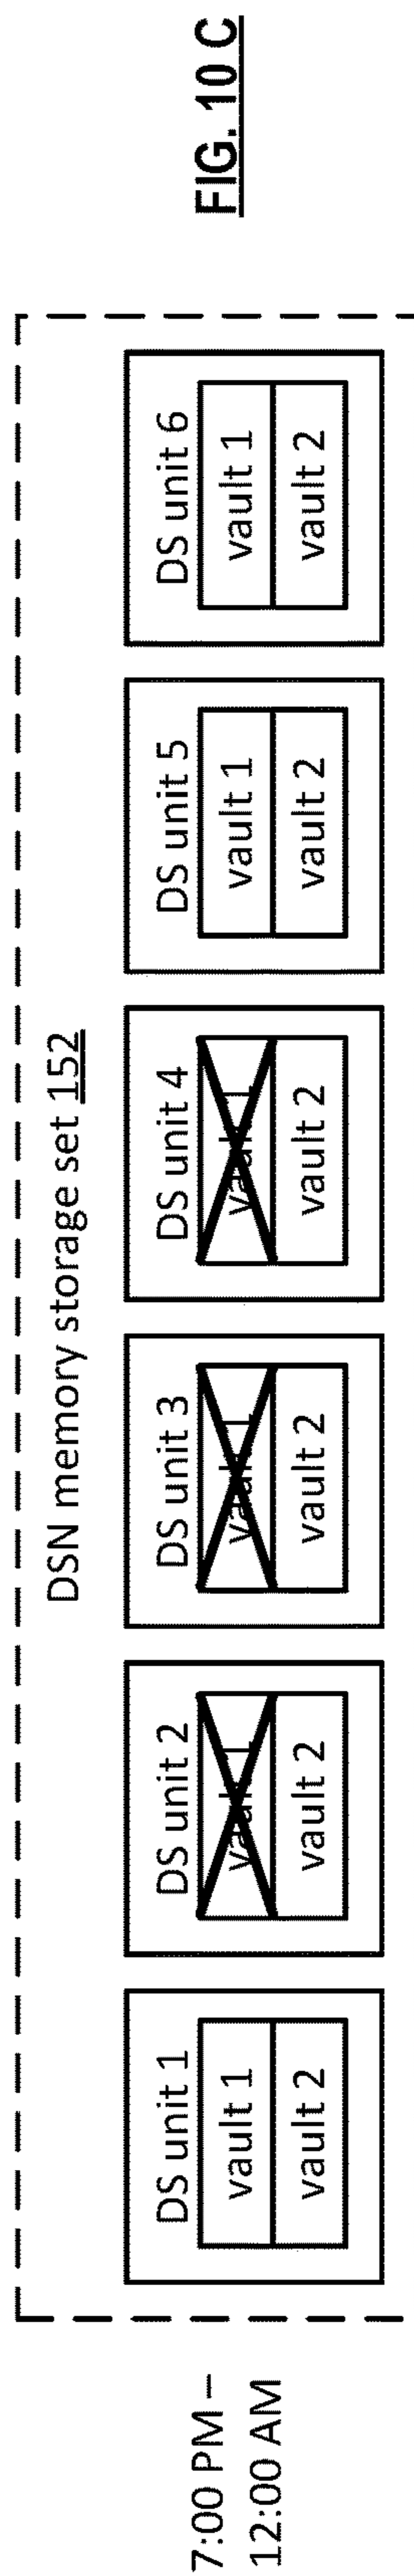 DSN memory storage set 152
7:00 PM –
12:00 AM
DS unit 1
vault 1
vault 2
DS unit 2
vault 2
DS unit 3
vault 2
DS unit 4
vault 2
DS unit 5
vault 1
vault 2
DS unit 6
vault 1
vault 2
FIG. 10 C